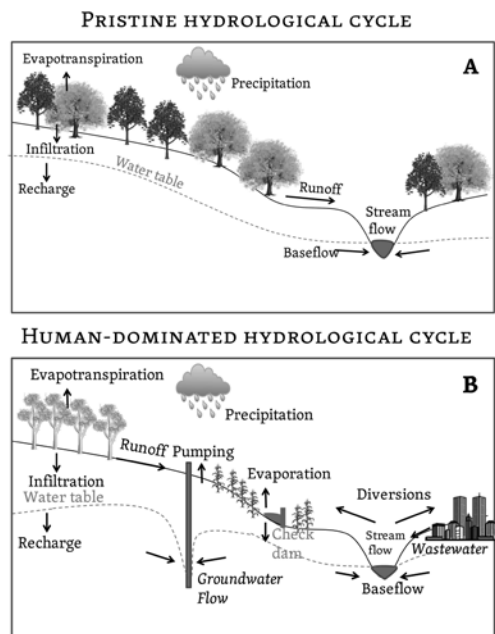 PRISTINE HYDROLOGICAL CYCLE
A
Evapotranspiration
Precipitation
Infiltration
Water table
Recharge
Runoff
Stream
flow
Baseflow
HUMAN-DOMINATED HYDROLOGICAL CYCLE
B
Evapotranspiration
Precipitation
Runoff
Pumping
Infiltration
Water table
Evaporation
Diversions
Recharge
Check
dam
Stream
flow
Wastewater
Groundwater
Flow
Baseflow